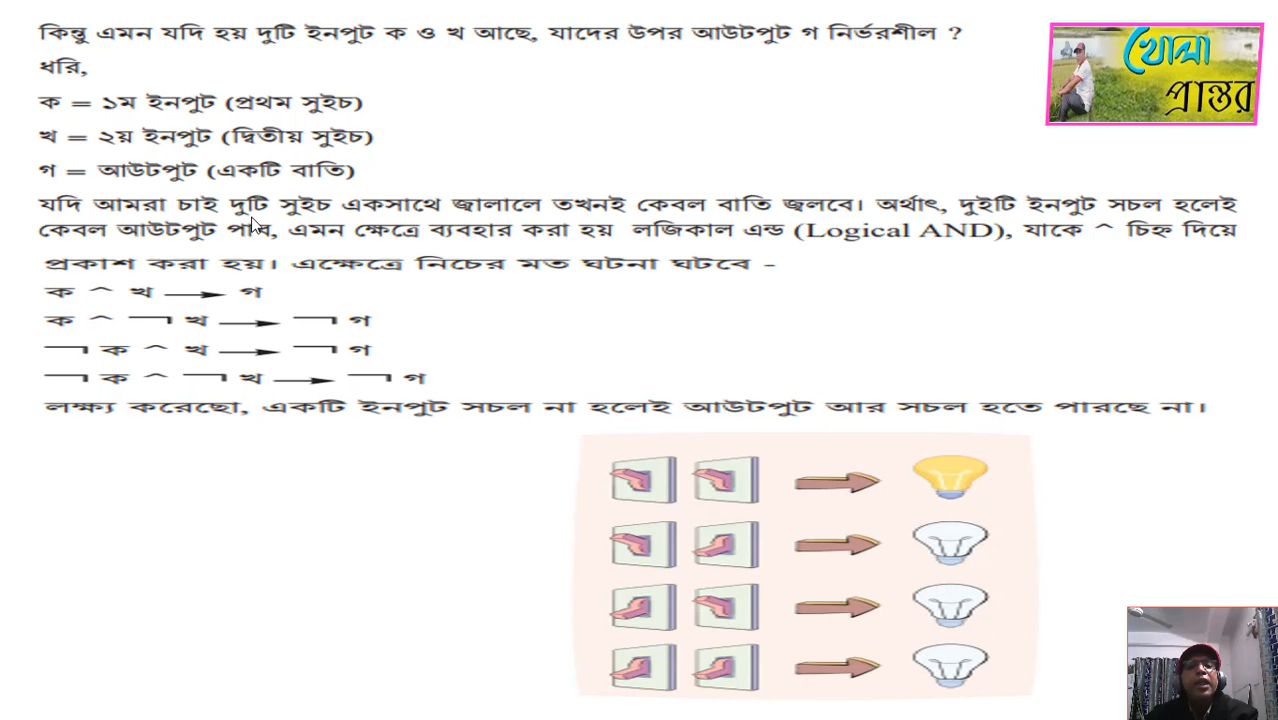 কিন্তু এমন যদি হয় দুটি ইনপুট ক ও খ আছে, যাদের উপর আউটপুট গ নির্ভরশীল ?
খোলা
প্রান্তর
ধরি,
ক = ১ম ইনপুট (প্রথম সুইচ)
খ = ২য় ইনপুট (দ্বিতীয় সুইচ)
গ = আউটপুট (একটি বাতি)
যদি আমরা চাই দুটি সুইচ একসাথে জ্বালালে তখনই কেবল বাতি জ্বলবে। অর্থাৎ, দুইটি ইনপুট সচল হলেই
কেবল আউটপুট পাব, এমন ক্ষেত্রে ব্যবহার করা হয় লজিকাল এন্ড (Logical AND), যাকে ^ চিহ্ন দিয়ে
প্রকাশ করা হয়। এক্ষেত্রে নিচের মত ঘটনা ঘটবে -
ক ^ খ → গ
ক ^ ¬ খ → ¬ গ
¬ ক ^ খ → ¬ গ
¬ ক ^ ¬ খ → ¬ গ
লক্ষ্য করেছো, একটি ইনপুট সচল না হলেই আউটপুট আর সচল হতে পারছে না।